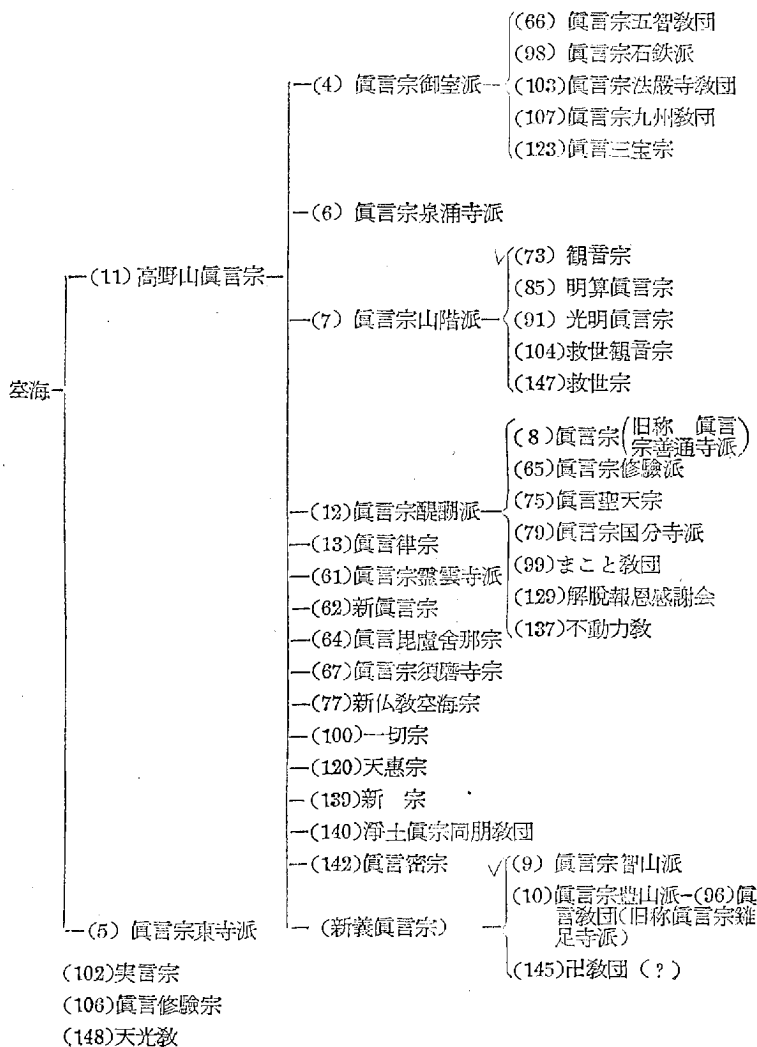 (66) 眞言宗五智教団
(98) 眞言宗石鉄派
(4) 眞言宗御室派
(103)眞言宗法嚴寺教団
(107)眞言宗九州教団
(123)眞言三宝宗
(6) 眞言宗泉涌寺派
(73) 観音宗
(11) 高野山眞言宗
(85) 明算眞言宗
(7) 眞言宗山階派
(91) 光明眞言宗
(104)救世観音宗
(147)救世宗
空海
(8)眞言宗(旧称 眞言
宗善通寺派)
(65)眞言宗修驗派
(12)眞言宗醍醐派
(75)眞言聖天宗
(13)眞言律宗
(79)眞言宗国分寺派
(61)眞言宗靈雲寺派
(99)まこと教団
(62)新眞言宗
(129)解脱報恩感謝会
(64)眞言毘盧舍那宗
(137)不動力教
(67)眞言宗須磨寺宗
(77)新仏教空海宗
(100)一切宗
(120)天惠宗
(139)新 宗
(140)淨土眞宗同朋教団
(142)眞言密宗
(9) 眞言宗智山派
(10)眞言宗豊山派-(96)眞
言教団(旧称眞言宗雞
足寺派)
(5) 眞言宗東寺派
(新義眞言宗)
(145)卍教団(?)
(102)実言宗
(106)眞言修驗宗
(148)天光教